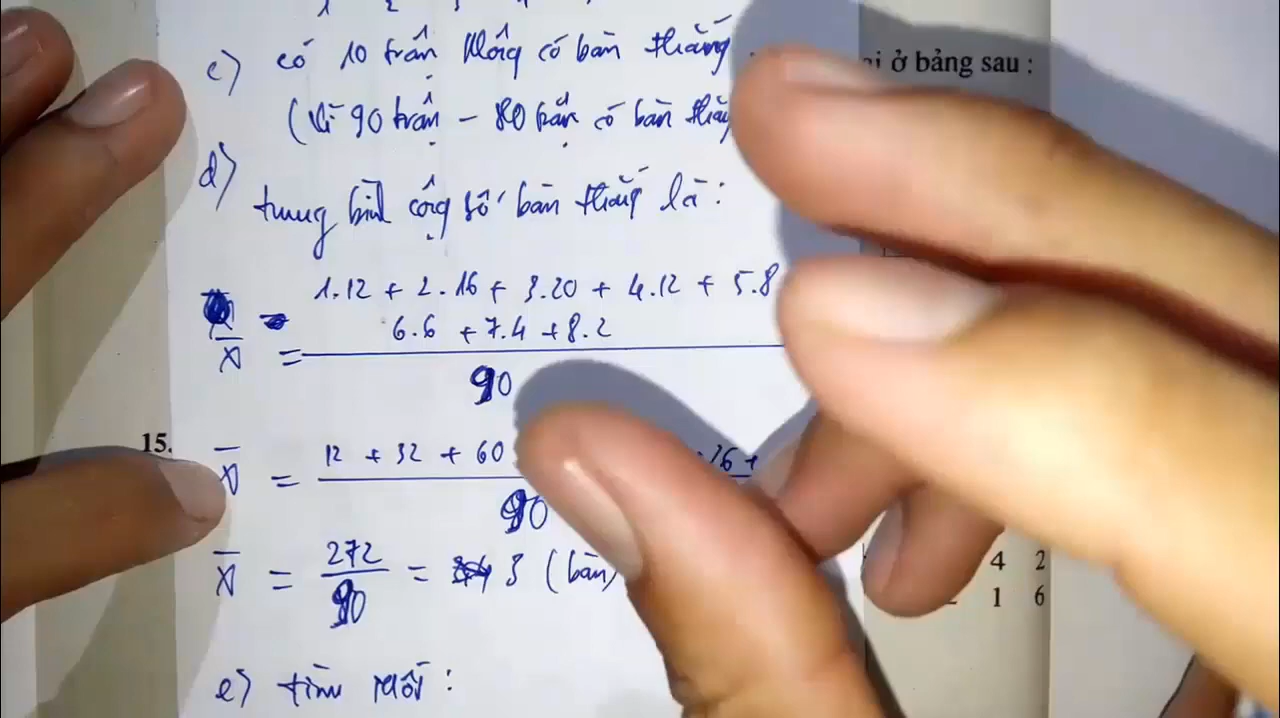 c) có 10 trận không có bàn thắng
ại ở bảng sau :
(Vì 90 trận - 80 trận có bàn thắng
d) trung bình cộng số bàn thắng là :
1.12 + 2.16 + 3.20 + 4.12 + 5.8
6.6 + 7.4 + 8.2
X̄ =
90
15.
X̄ = 12 + 32 + 60 36 +
90
X̄ = 272 / 90 = 3 (bàn)
4 2
1 6
e) tìm mốt :